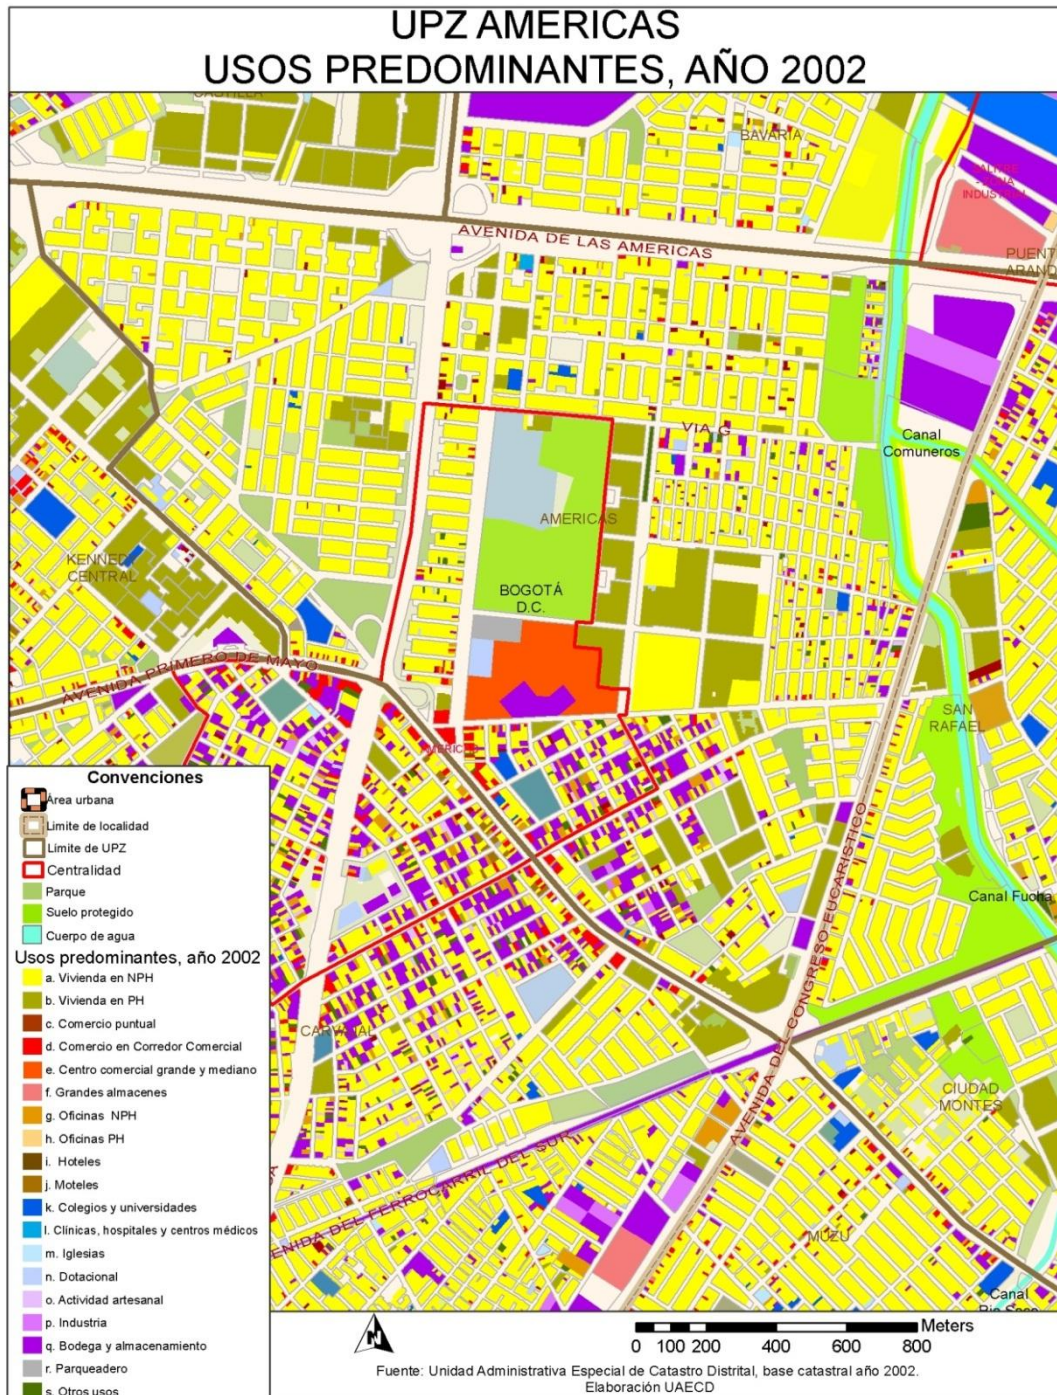 UPZ AMERICAS
USOS PREDOMINANTES, AÑO 2002
BAVARIA
AVENIDA DE LAS AMERICAS
VIA G
Canal
Comuneros
AMERICAS
KENNEDY
CENTRAL
BOGOTÁ
D.C.
AVENIDA PRIMERO DE MAYO
SAN
RAFAEL
AMERICAS
AVENIDA DEL CONGRESO EUCARISTICO
Canal Fucha
CARVAJAL
CIUDAD
MONTES
ENIDA DEL FERROCARRIL DEL SUR
MUZU
Canal
Convenciones
Área urbana
Limite de localidad
Limite de UPZ
Centralidad
Parque
Suelo protegido
Cuerpo de agua
Usos predominantes, año 2002
a. Vivienda en NPH
b. Vivienda en PH
c. Comercio puntual
d. Comercio en Corredor Comercial
e. Centro comercial grande y mediano
f. Grandes almacenes
g. Oficinas NPH
h. Oficinas PH
i. Hoteles
j. Moteles
k. Colegios y universidades
l. Clínicas, hospitales y centros médicos
m. Iglesias
n. Dotacional
o. Actividad artesanal
p. Industria
q. Bodega y almacenamiento
r. Parqueadero
s. Otros usos
N
Meters
0 100 200 400 600 800
Fuente: Unidad Administrativa Especial de Catastro Distrital, base catastral año 2002.
Elaboración UAECD